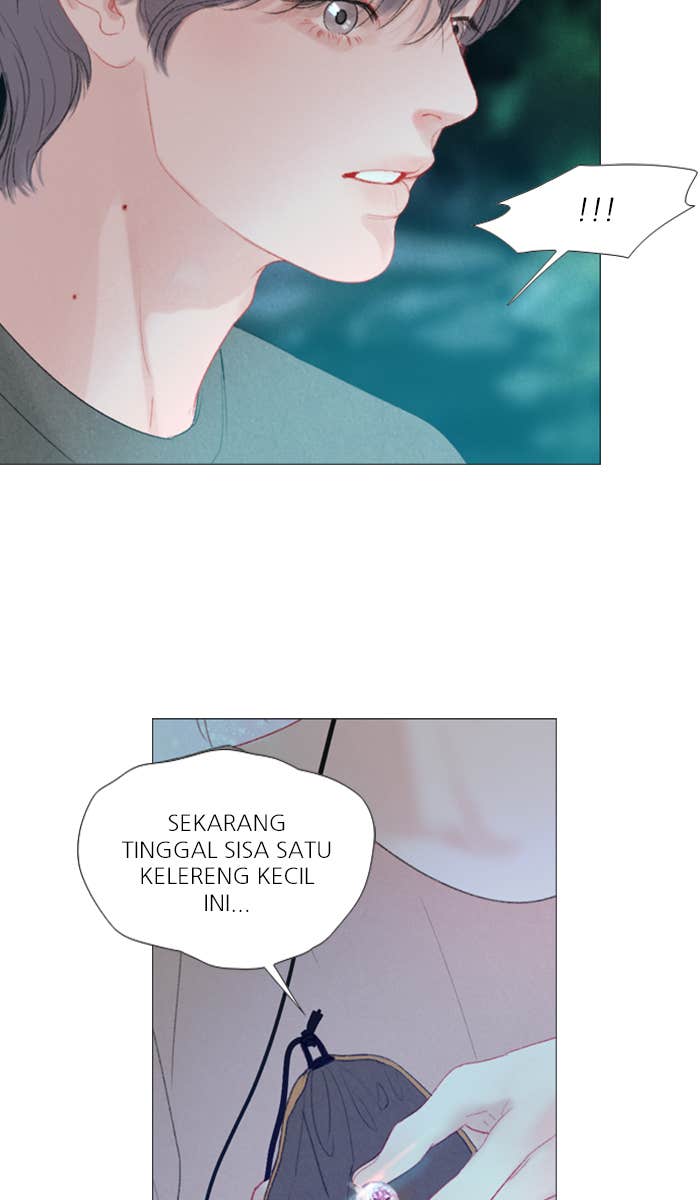 !!!
SEKARANG
TINGGAL SISA SATU
KELERENG KECIL
INI...